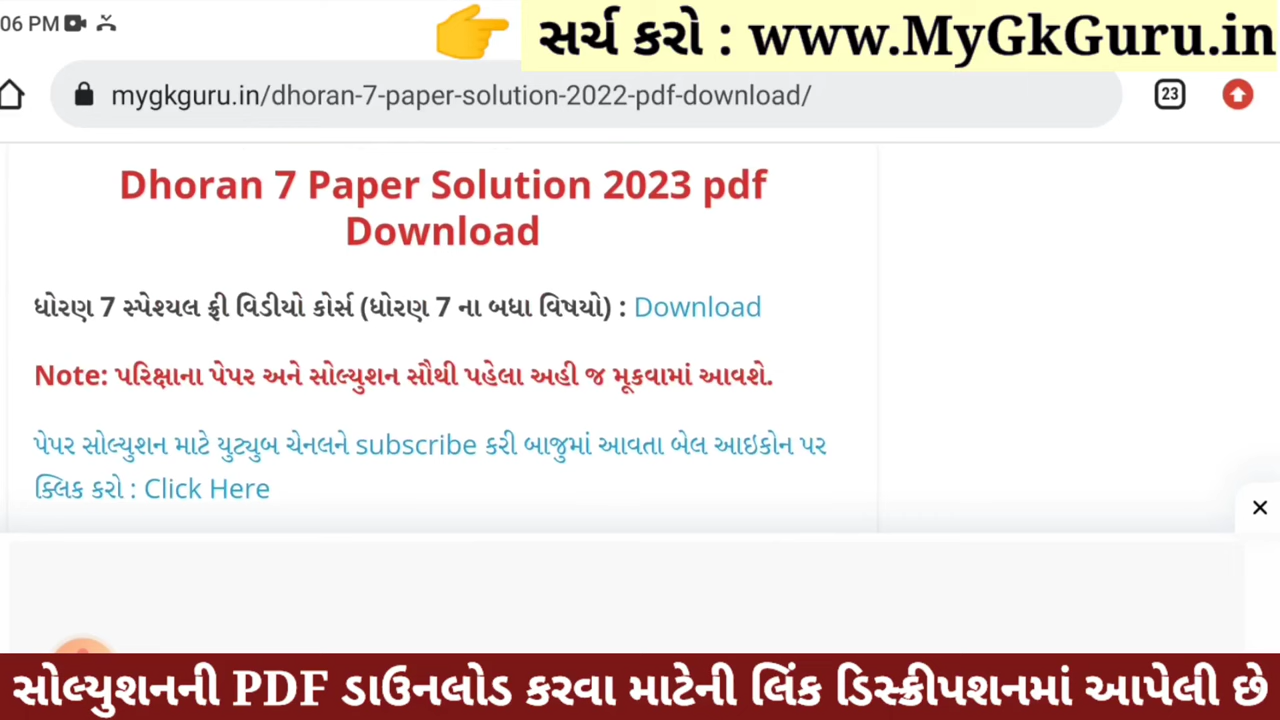 06 PM
સર્ચ કરો : www.MyGkGuru.in
mygkguru.in/dhoran-7-paper-solution-2022-pdf-download/
23
Dhoran 7 Paper Solution 2023 pdf
Download
ધોરણ 7 સ્પેશ્યલ ફ્રી વિડીયો કોર્સ (ધોરણ 7 ના બધા વિષયો) : Download
Note: પરિક્ષાના પેપર અને સોલ્યુશન સૌથી પહેલા અહી જ મૂકવામાં આવશે.
પેપર સોલ્યુશન માટે યુટ્યુબ ચેનલને subscribe કરી બાજુમાં આવતા બેલ આઇકોન પર
ક્લિક કરો : Click Here
સોલ્યુશનની PDF ડાઉનલોડ કરવા માટેની લિંક ડિસ્ક્રીપશનમાં આપેલી છે